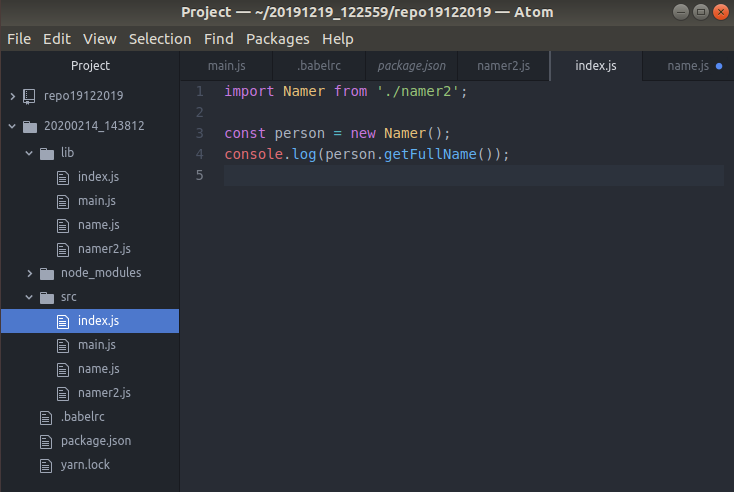 Project — ~/20191219_122559/repo19122019 — Atom
File Edit View Selection Find Packages Help
Project
main.js .babelrc package.json namer2.js index.js name.js
repo19122019
20200214_143812
lib
index.js
main.js
name.js
namer2.js
node_modules
src
index.js
main.js
name.js
namer2.js
.babelrc
package.json
yarn.lock
1 import Namer from './namer2';
2
3 const person = new Namer();
4 console.log(person.getFullName());
5